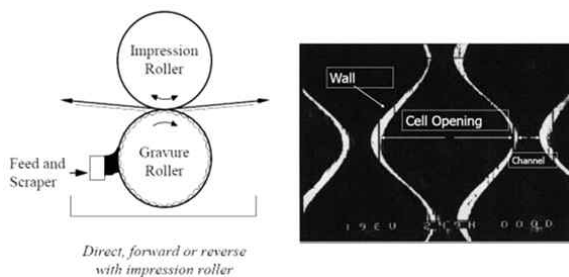 Impression
Roller
Gravure
Roller
Feed and
Scraper
Direct, forward or reverse
with impression roller
Wall
Cell Opening
Channel